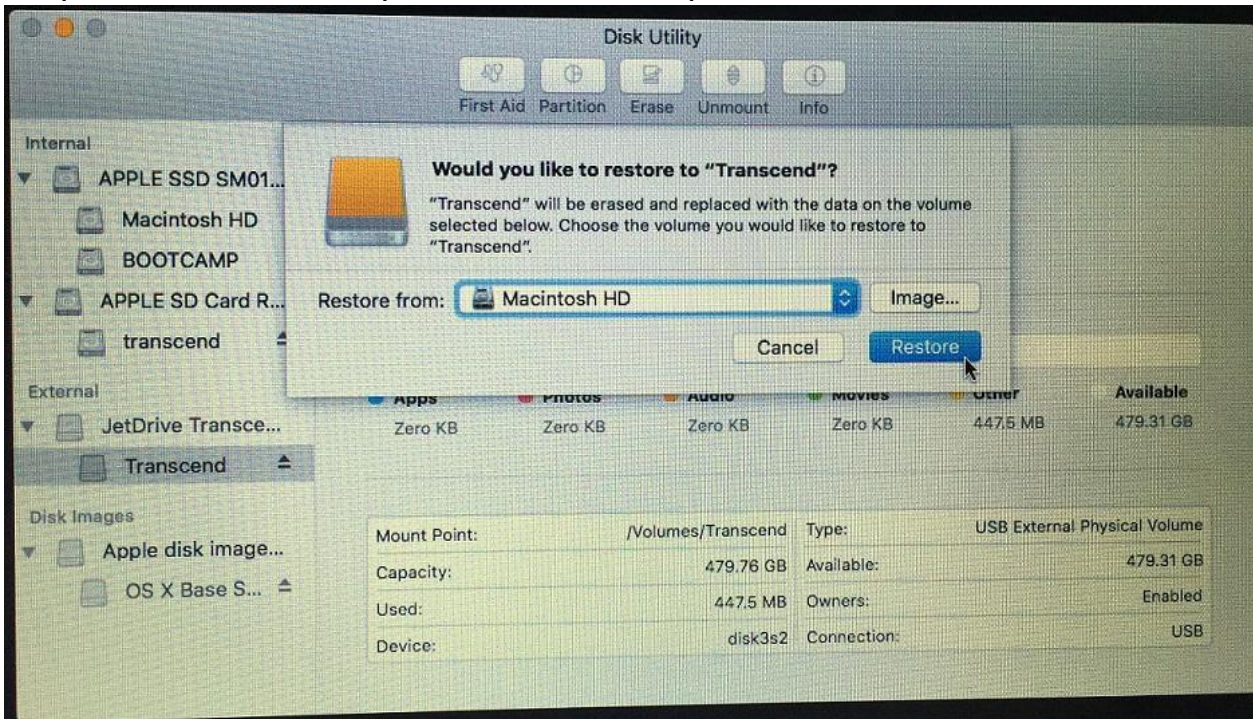 Disk Utility
First Aid Partition Erase Unmount Info
Internal
APPLE SSD SM01...
Macintosh HD
BOOTCAMP
APPLE SD Card R...
transcend
External
JetDrive Transce...
Transcend
Disk Images
Apple disk image...
OS X Base S...
Would you like to restore to “Transcend”?
“Transcend” will be erased and replaced with the data on the volume
selected below. Choose the volume you would like to restore to
“Transcend”.
Restore from: Macintosh HD Image...
Cancel Restore
Apps Photos Audio Movies Other Available
Zero KB Zero KB Zero KB Zero KB 447.5 MB 479.31 GB
Mount Point: /Volumes/Transcend Type: USB External Physical Volume
Capacity: 479.76 GB Available: 479.31 GB
Used: 447.5 MB Owners: Enabled
Device: disk3s2 Connection: USB